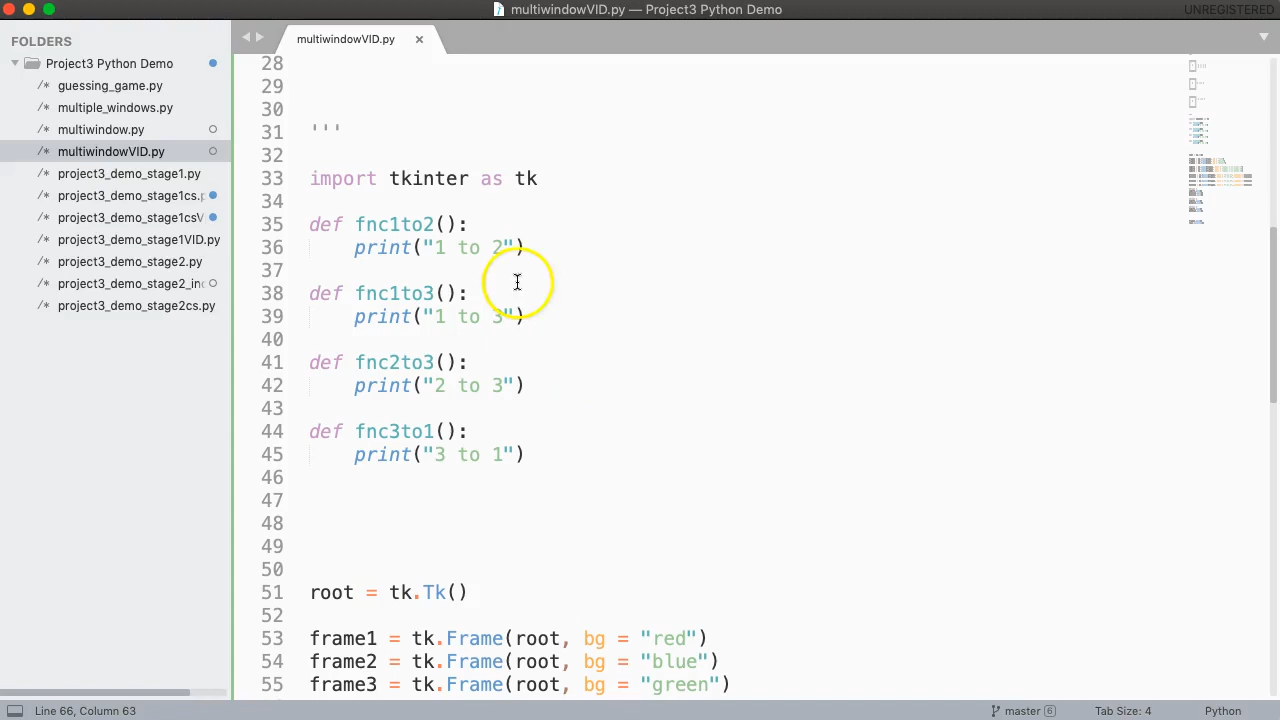 multiwindowVID.py — Project3 Python Demo
UNREGISTERED
FOLDERS
Project3 Python Demo
/* guessing_game.py
/* multiple_windows.py
/* multiwindow.py
/* multiwindowVID.py
/* project3_demo_stage1.py
/* project3_demo_stage1cs.p
/* project3_demo_stage1csV
/* project3_demo_stage1VID.py
/* project3_demo_stage2.py
/* project3_demo_stage2_in
/* project3_demo_stage2cs.py
multiwindowVID.py ×
28
29
30
31 '''
32
33 import tkinter as tk
34
35 def fnc1to2():
36 print("1 to 2")
37
38 def fnc1to3():
39 print("1 to 3")
40
41 def fnc2to3():
42 print("2 to 3")
43
44 def fnc3to1():
45 print("3 to 1")
46
47
48
49
50
51 root = tk.Tk()
52
53 frame1 = tk.Frame(root, bg = "red")
54 frame2 = tk.Frame(root, bg = "blue")
55 frame3 = tk.Frame(root, bg = "green")
Line 66, Column 63
master 6
Tab Size: 4
Python